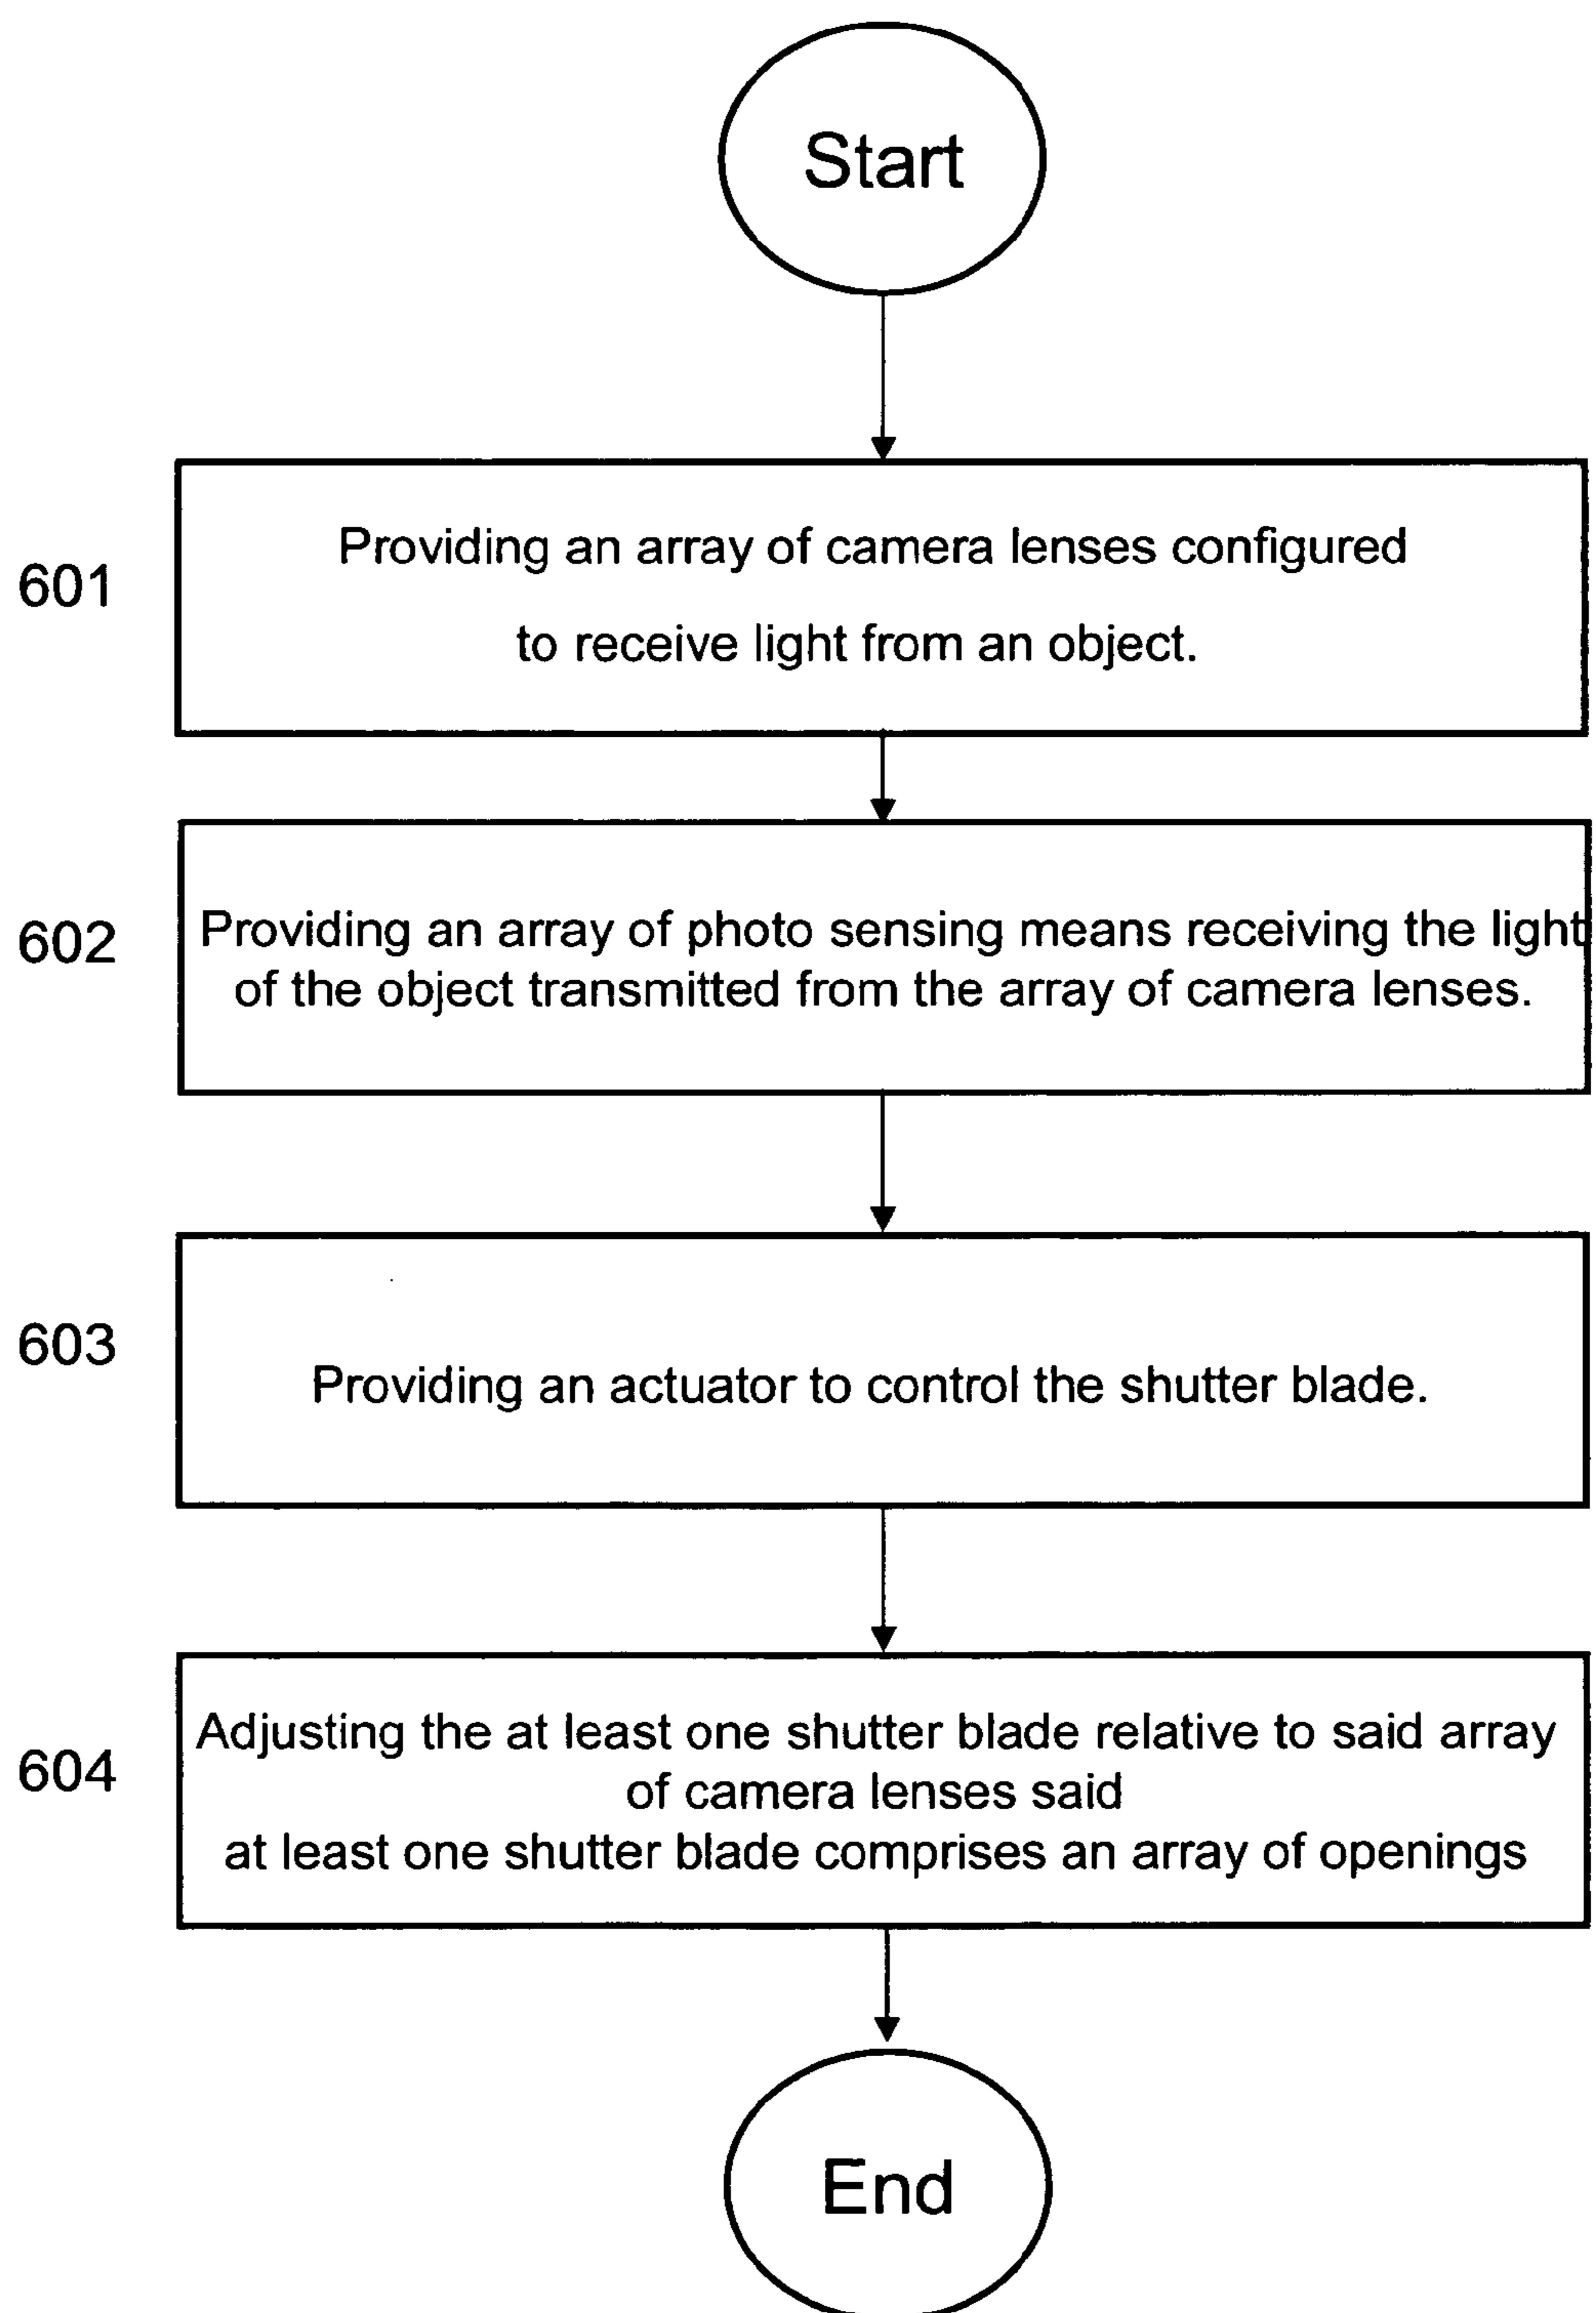 Start
601
Providing an array of camera lenses configured
to receive light from an object.
602
Providing an array of photo sensing means receiving the light
of the object transmitted from the array of camera lenses.
603
Providing an actuator to control the shutter blade.
604
Adjusting the at least one shutter blade relative to said array
of camera lenses said
at least one shutter blade comprises an array of openings
End